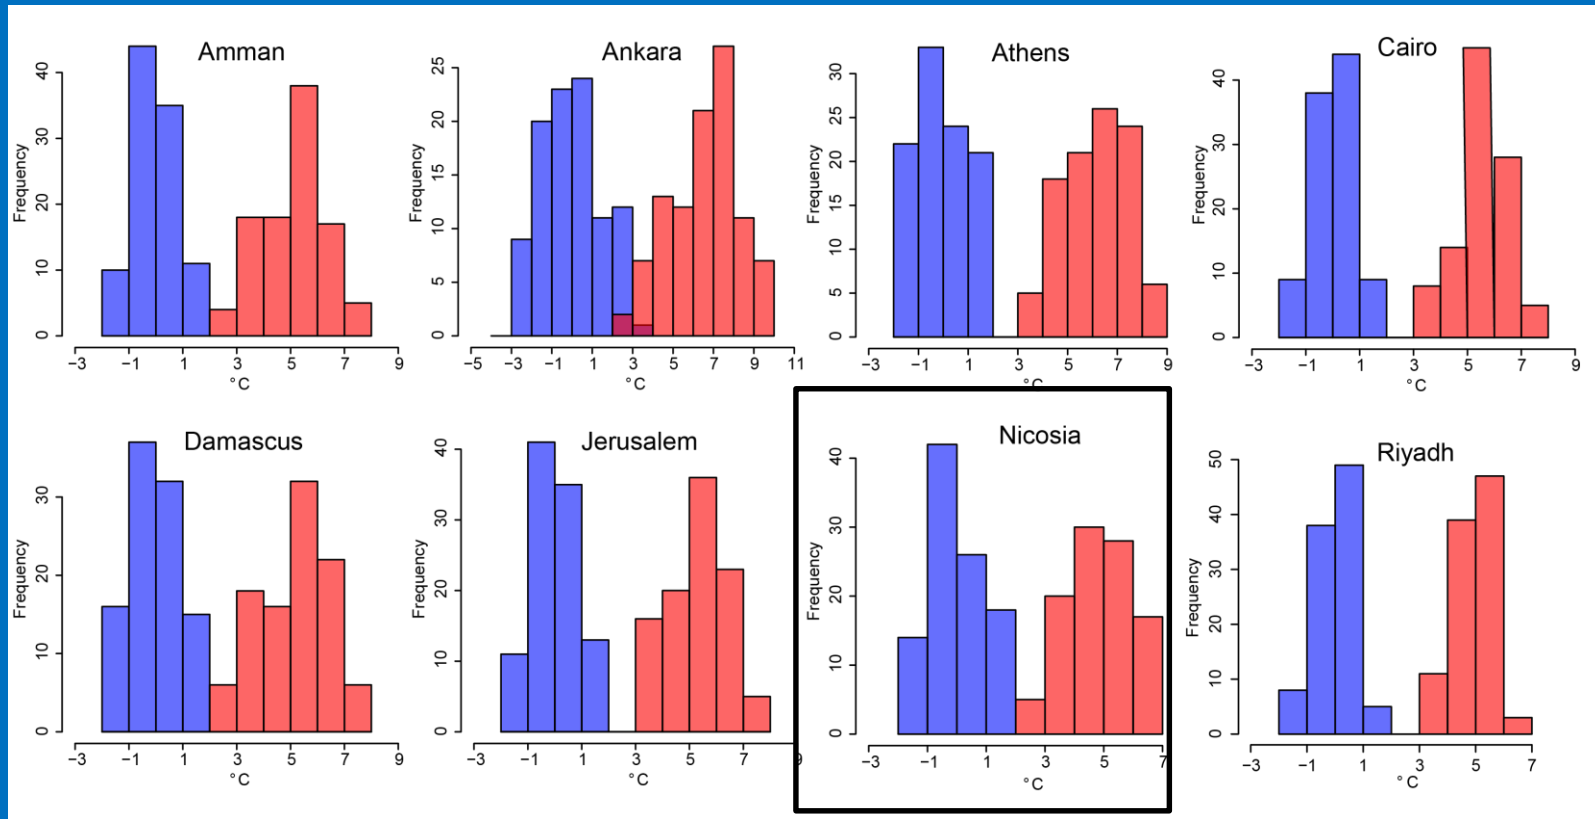 Amman
Frequency
0 10 20 30 40
−3 −1 1 3 5 7 9
°C
Ankara
Frequency
0 5 10 15 20 25
−5 −3 −1 1 3 5 7 9 11
°C
Athens
Frequency
0 5 10 15 20 25 30
−3 −1 1 3 5 7 9
°C
Cairo
Frequency
0 10 20 30 40
−3 −1 1 3 5 7 9
°C
Damascus
Frequency
0 10 20 30
−3 −1 1 3 5 7 9
°C
Jerusalem
Frequency
0 10 20 30 40
−3 −1 1 3 5 7 9
°C
Nicosia
Frequency
0 10 20 30 40
−3 −1 1 3 5 7
°C
Riyadh
Frequency
0 10 20 30 40 50
−3 −1 1 3 5 7
°C